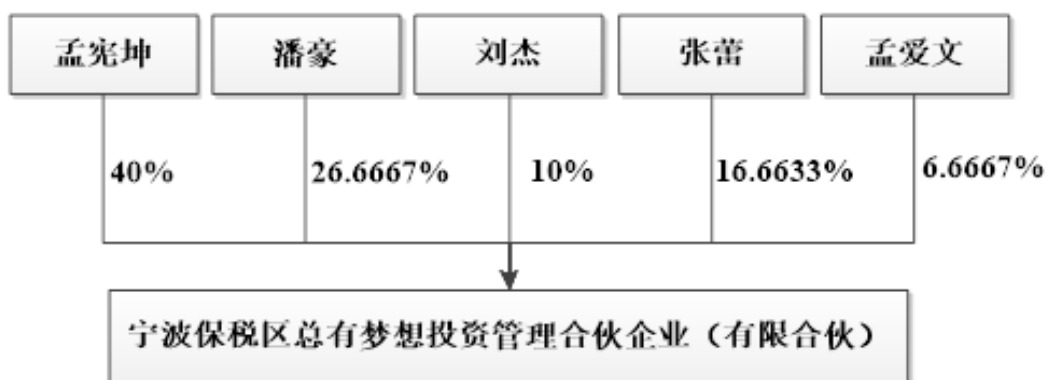 孟宪坤 潘豪 刘杰 张蕾 孟爱文
40% 26.6667% 10% 16.6633% 6.6667%
宁波保税区总有梦想投资管理合伙企业（有限合伙）